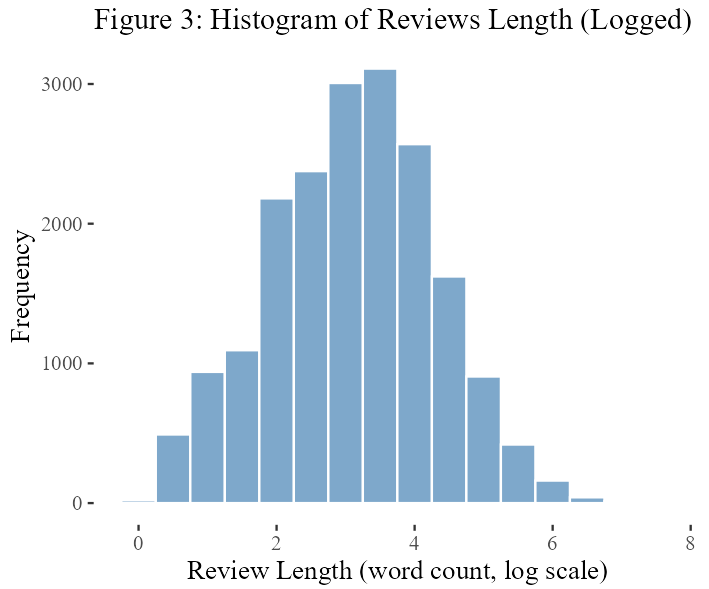 Figure 3: Histogram of Reviews Length (Logged)
3000
2000
1000
0
Frequency
0 2 4 6 8
Review Length (word count, log scale)